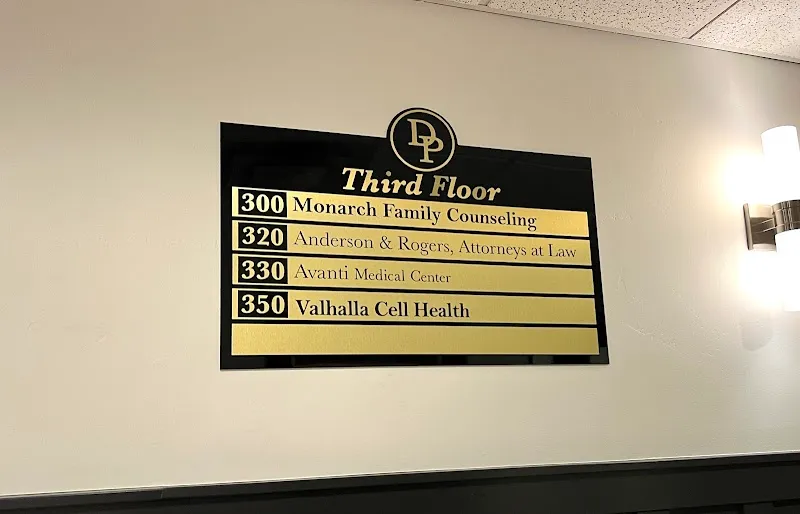 DP
Third Floor
300 Monarch Family Counseling
320 Anderson & Rogers, Attorneys at Law
330 Avanti Medical Center
350 Valhalla Cell Health